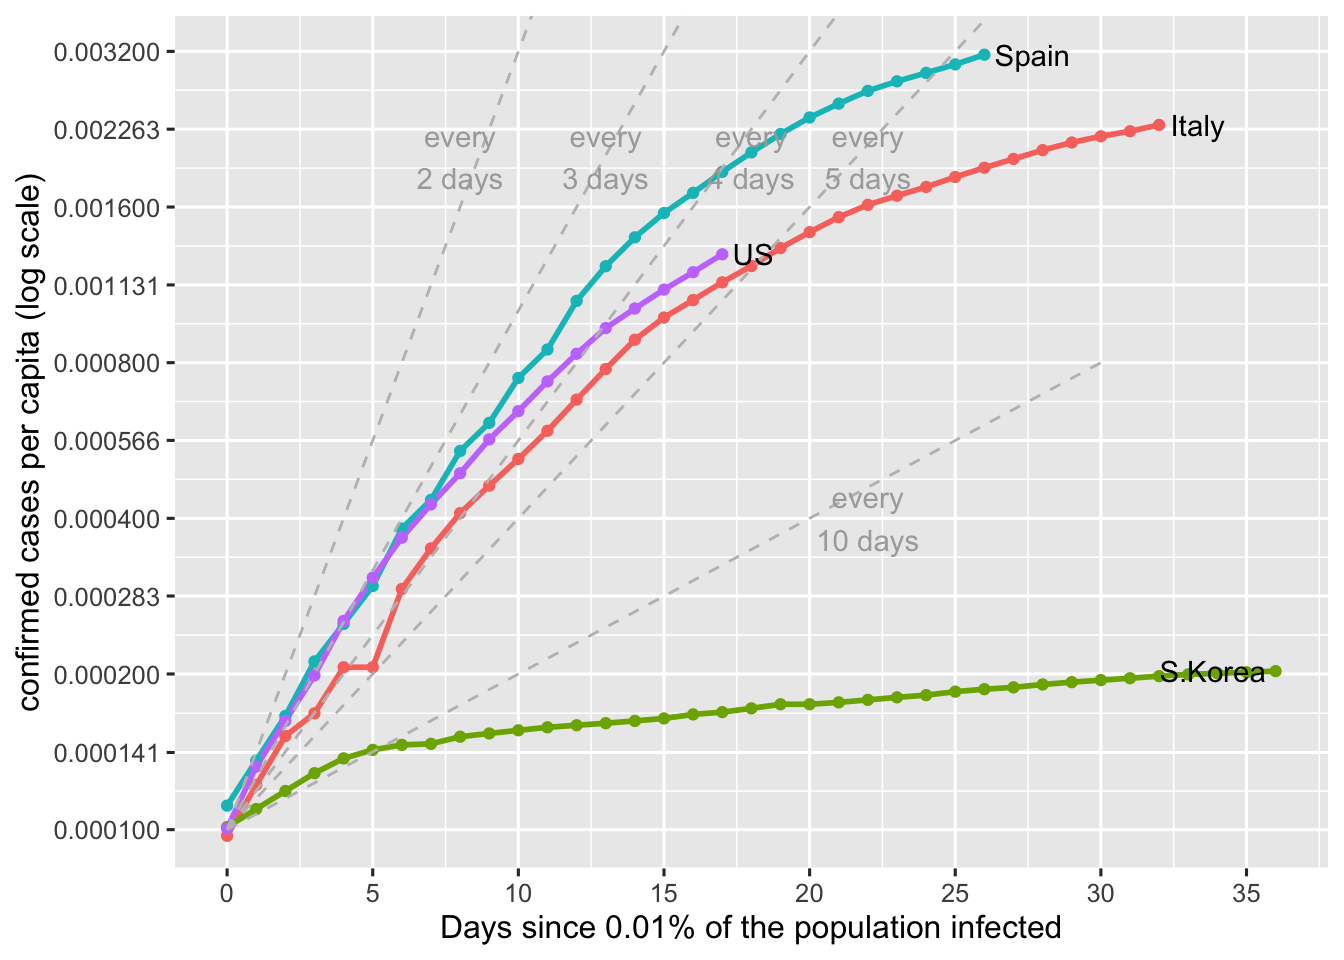 confirmed cases per capita (log scale)
0.003200
0.002263
0.001600
0.001131
0.000800
0.000566
0.000400
0.000283
0.000200
0.000141
0.000100
Spain
Italy
US
S.Korea
every
2 days
every
3 days
every
4 days
every
5 days
every
10 days
0 5 10 15 20 25 30 35
Days since 0.01% of the population infected